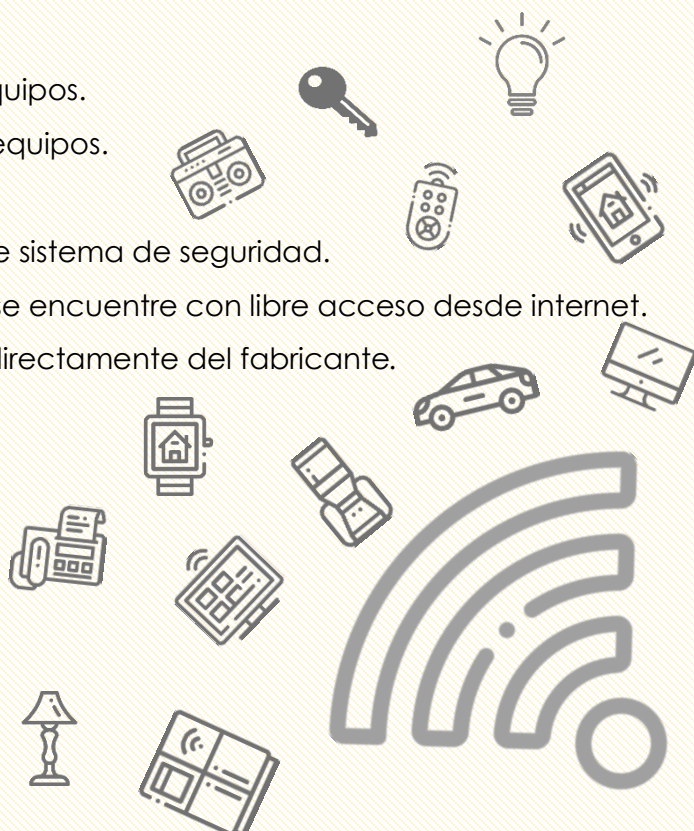 quipos.
equipos.
e sistema de seguridad.
se encuentre con libre acceso desde internet.
directamente del fabricante.